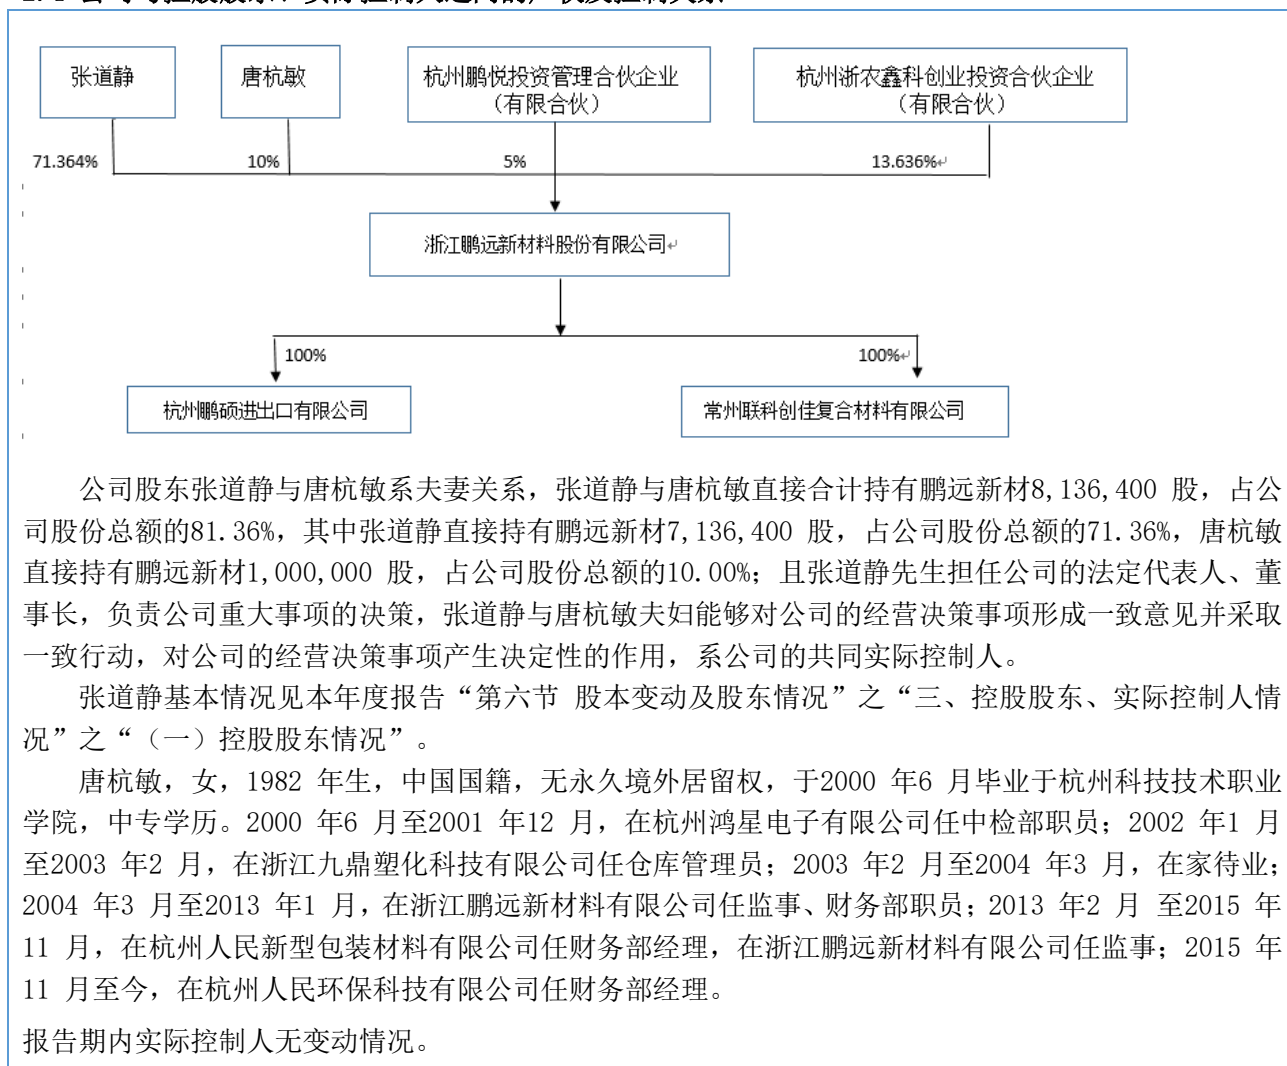 张道静
唐杭敏
杭州鹏悦投资管理合伙企业
（有限合伙）
杭州浙农鑫科创业投资合伙企业
（有限合伙）
71.364%
10%
5%
13.636%↵
浙江鹏远新材料股份有限公司↵
100%
100%↵
杭州鹏硕进出口有限公司
常州联科创佳复合材料有限公司
公司股东张道静与唐杭敏系夫妻关系，张道静与唐杭敏直接合计持有鹏远新材8,136,400 股，占公
司股份总额的81.36%，其中张道静直接持有鹏远新材7,136,400 股，占公司股份总额的71.36%，唐杭敏
直接持有鹏远新材1,000,000 股，占公司股份总额的10.00%；且张道静先生担任公司的法定代表人、董
事长，负责公司重大事项的决策，张道静与唐杭敏夫妇能够对公司的经营决策事项形成一致意见并采取
一致行动，对公司的经营决策事项产生决定性的作用，系公司的共同实际控制人。
张道静基本情况见本年度报告“第六节 股本变动及股东情况”之“三、控股股东、实际控制人情
况”之“（一）控股股东情况”。
唐杭敏，女，1982 年生，中国国籍，无永久境外居留权，于2000 年6 月毕业于杭州科技技术职业
学院，中专学历。2000 年6 月至2001 年12 月，在杭州鸿星电子有限公司任中检部职员；2002 年1 月
至2003 年2 月，在浙江九鼎塑化科技有限公司任仓库管理员；2003 年2 月至2004 年3 月，在家待业；
2004 年3 月至2013 年1 月，在浙江鹏远新材料有限公司任监事、财务部职员；2013 年2 月 至2015 年
11 月，在杭州人民新型包装材料有限公司任财务部经理，在浙江鹏远新材料有限公司任监事；2015 年
11 月至今，在杭州人民环保科技有限公司任财务部经理。
报告期内实际控制人无变动情况。